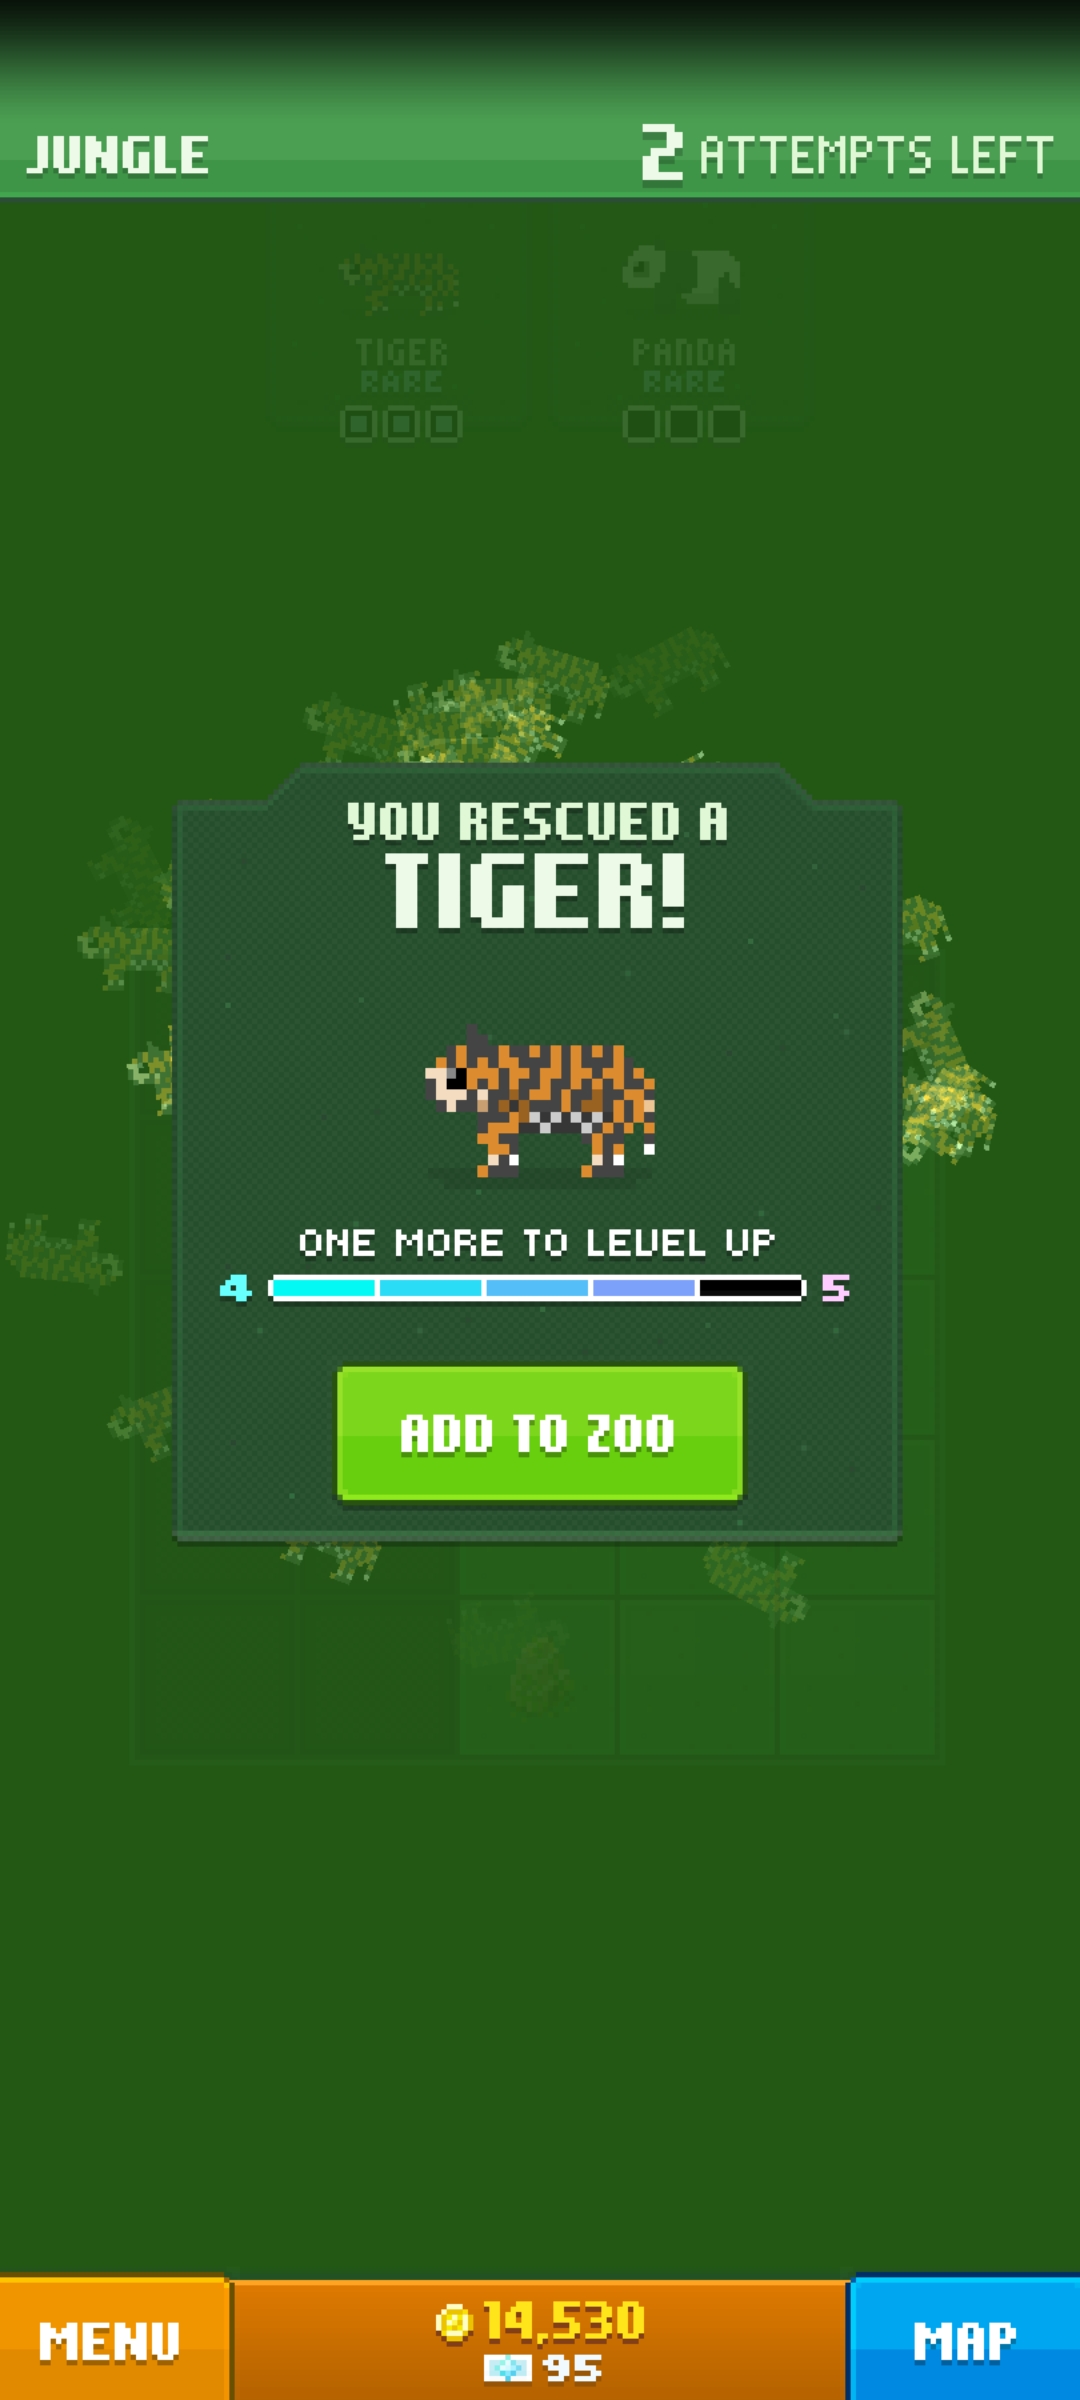 JUNGLE
2 ATTEMPTS LEFT
TIGER
RARE
PANDA
RARE
YOU RESCUED A
TIGER!
ONE MORE TO LEVEL UP
4
5
ADD TO ZOO
MENU
14,530
95
MAP